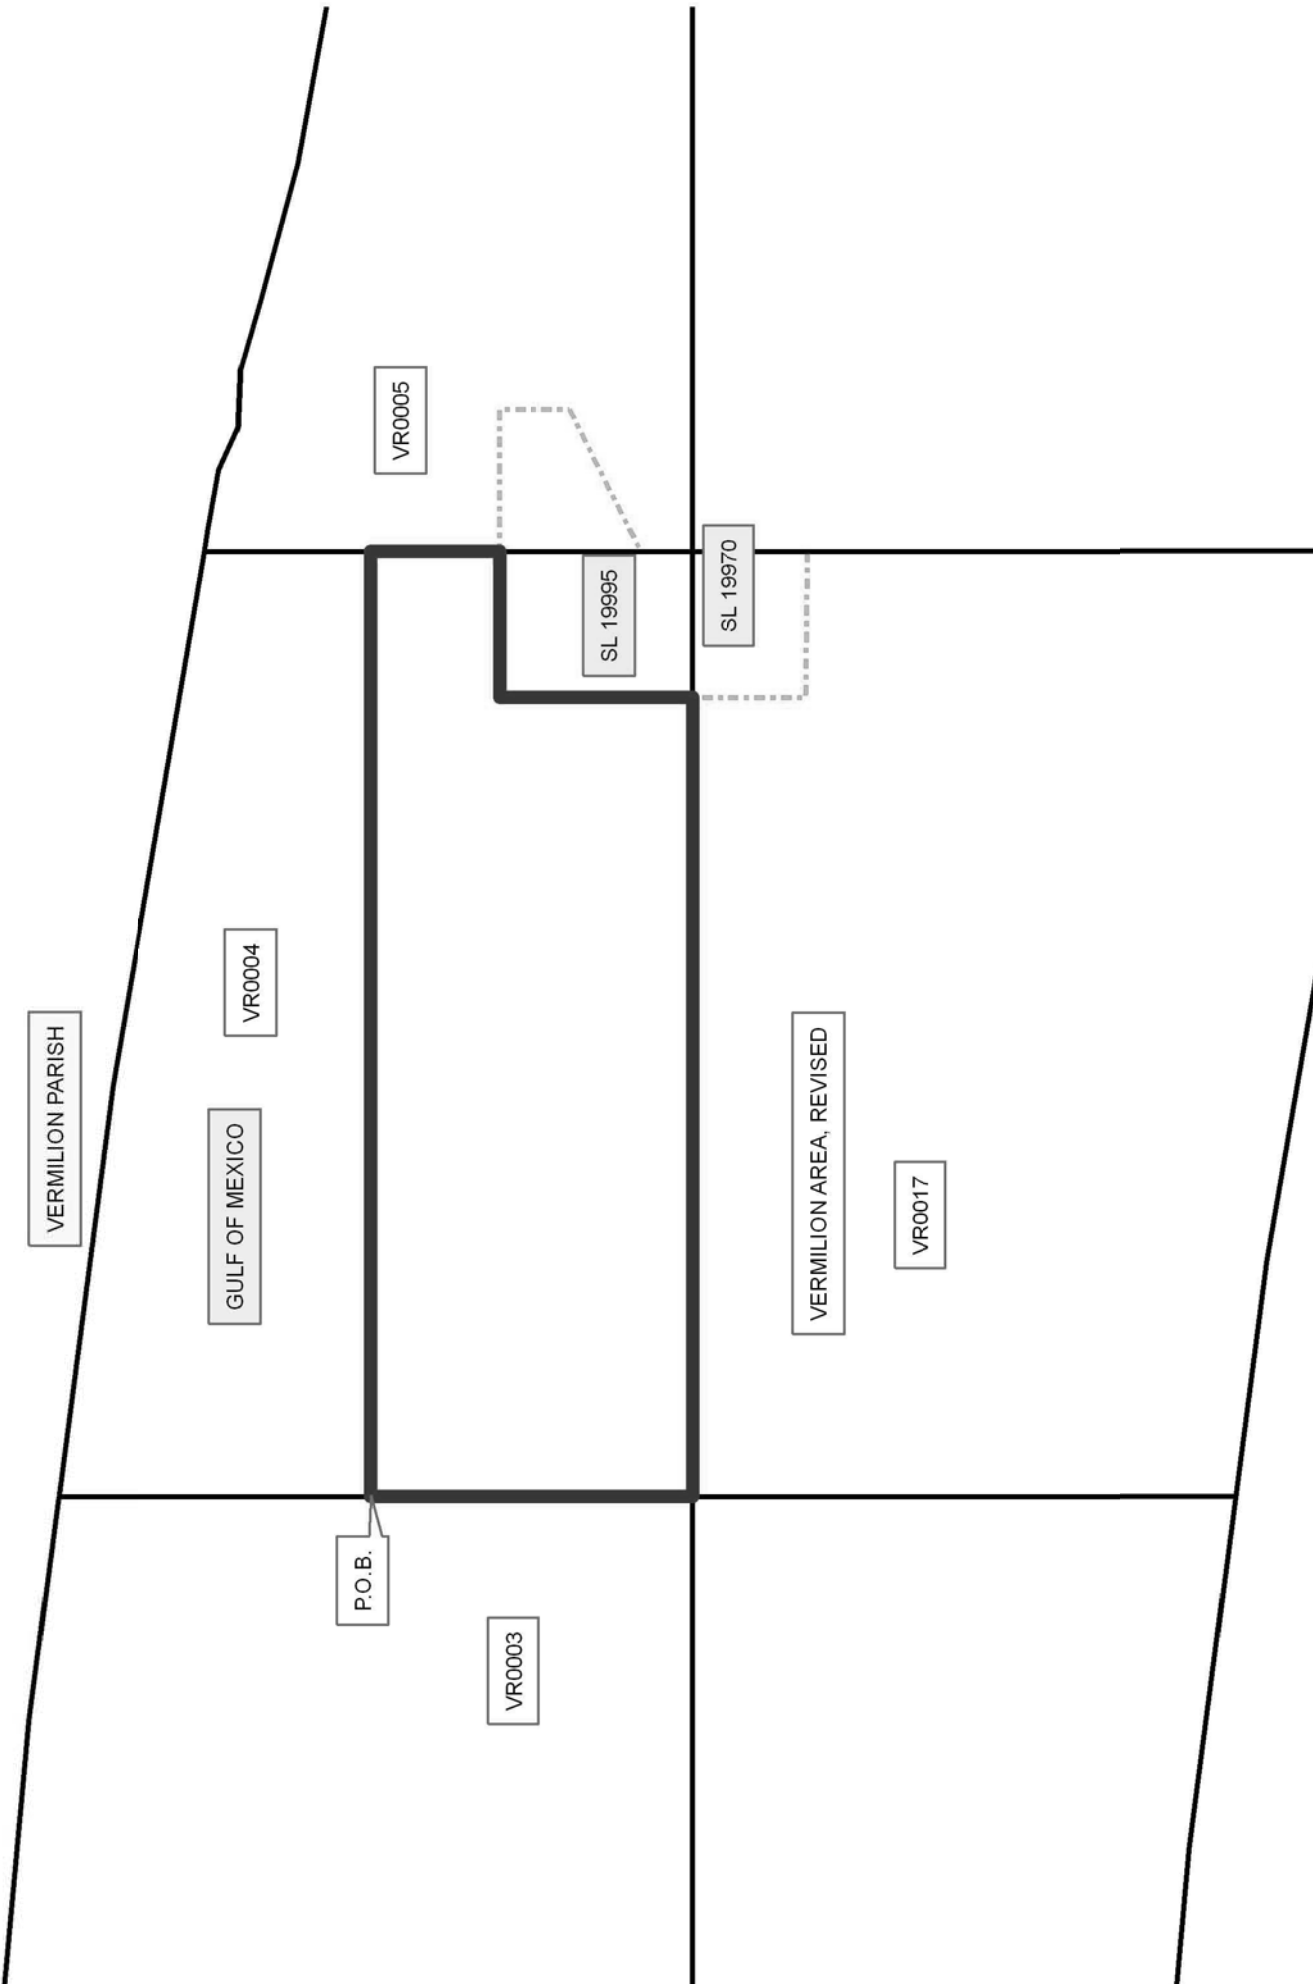 VERMILION PARISH
GULF OF MEXICO
VR0004
P.O.B.
VR0005
VR0003
SL 19995
SL 19970
VERMILION AREA, REVISED
VR0017